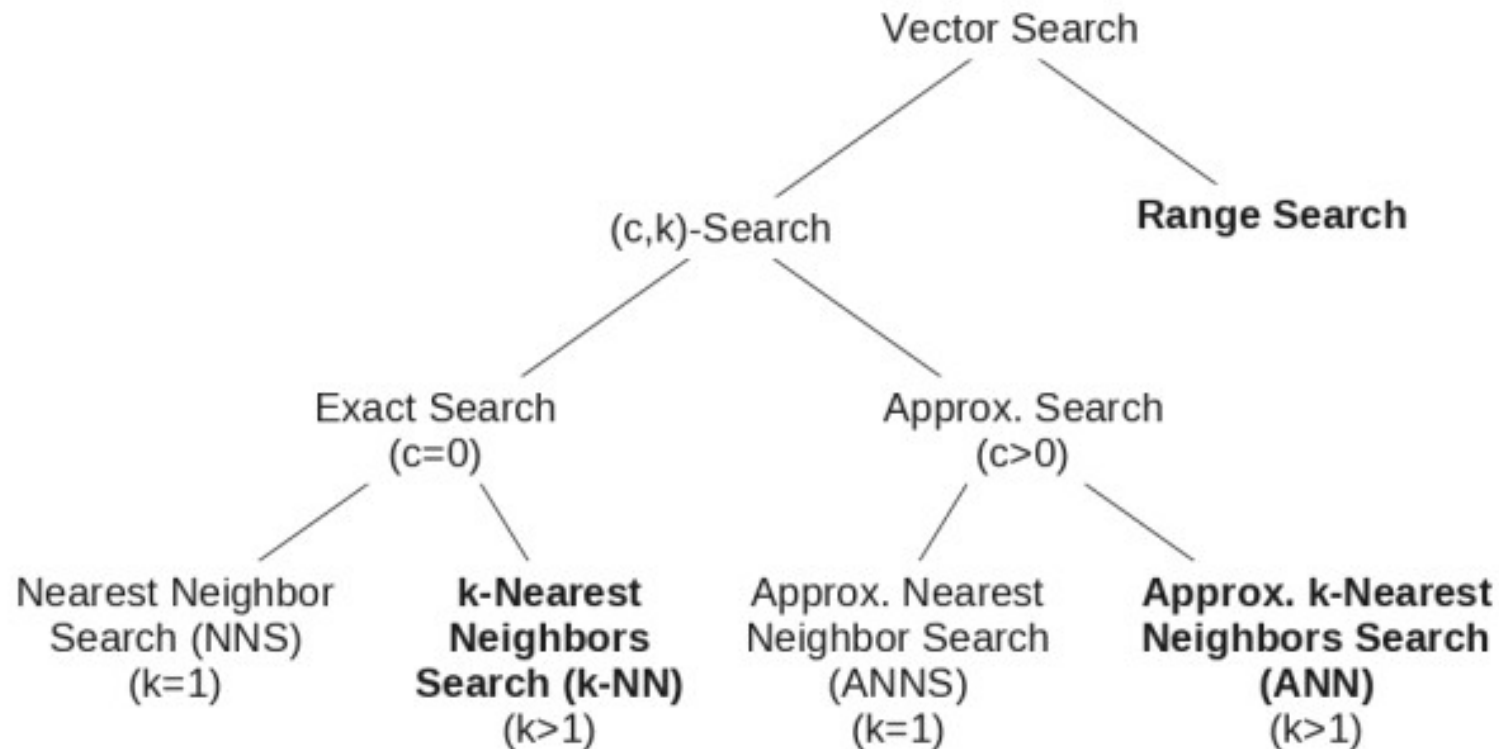 Vector Search
(c,k)-Search
Range Search
Exact Search
(c=0)
Approx. Search
(c>0)
Nearest Neighbor
Search (NNS)
(k=1)
k-Nearest
Neighbors
Search (k-NN)
(k>1)
Approx. Nearest
Neighbor Search
(ANNS)
(k=1)
Approx. k-Nearest
Neighbors Search
(ANN)
(k>1)